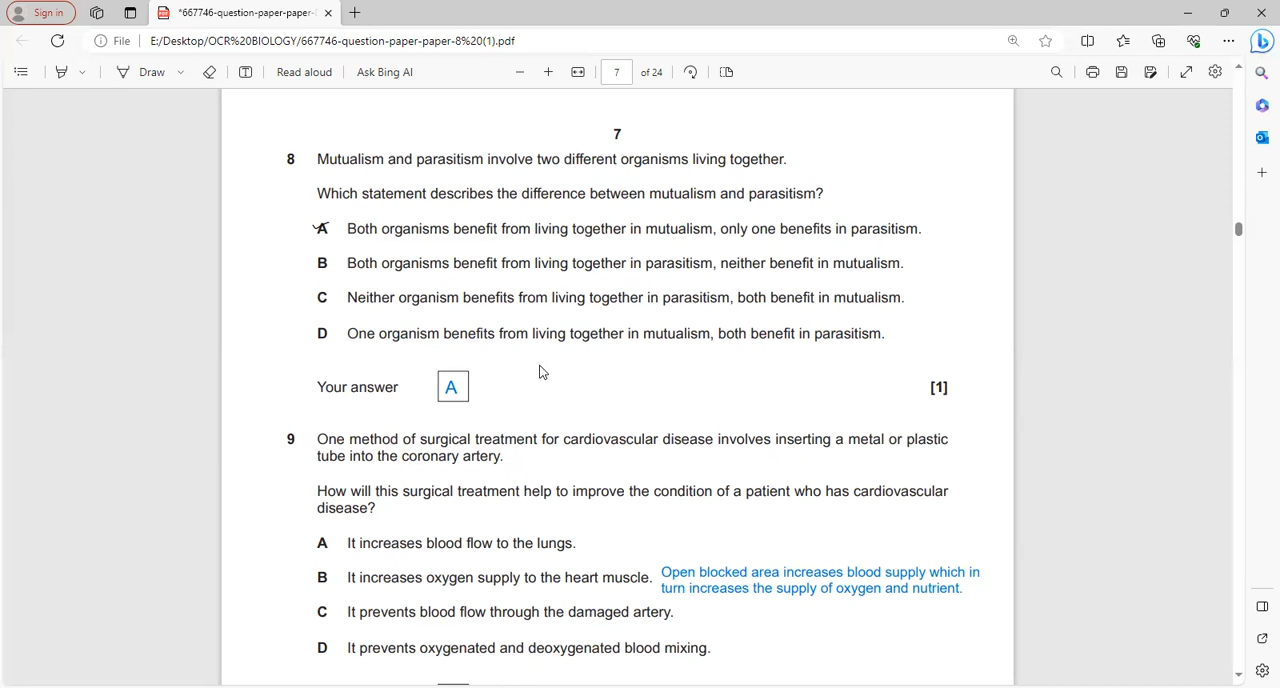 Sign in
*667746-question-paper-paper-8
File
E:/Desktop/OCR%20BIOLOGY/667746-question-paper-paper-8%20(1).pdf
Draw
Read aloud
Ask Bing AI
7
of 24
7
8 Mutualism and parasitism involve two different organisms living together.
Which statement describes the difference between mutualism and parasitism?
A Both organisms benefit from living together in mutualism, only one benefits in parasitism.
B Both organisms benefit from living together in parasitism, neither benefit in mutualism.
C Neither organism benefits from living together in parasitism, both benefit in mutualism.
D One organism benefits from living together in mutualism, both benefit in parasitism.
Your answer A [1]
9 One method of surgical treatment for cardiovascular disease involves inserting a metal or plastic
tube into the coronary artery.
How will this surgical treatment help to improve the condition of a patient who has cardiovascular
disease?
A It increases blood flow to the lungs.
B It increases oxygen supply to the heart muscle.
Open blocked area increases blood supply which in
turn increases the supply of oxygen and nutrient.
C It prevents blood flow through the damaged artery.
D It prevents oxygenated and deoxygenated blood mixing.